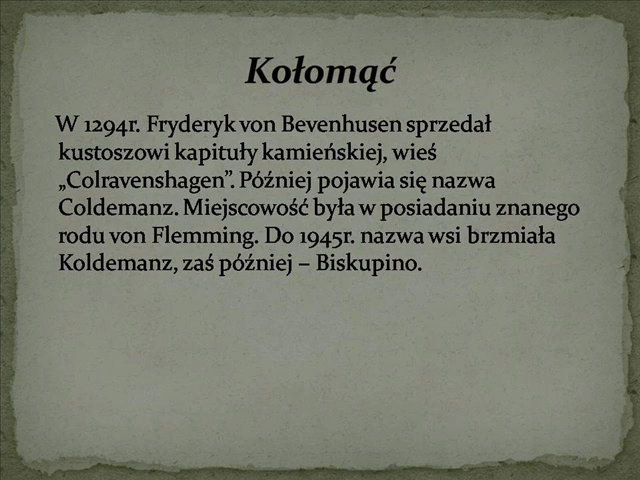 Kołomąć
W 1294r. Fryderyk von Bevenhusen sprzedał
kustoszowi kapituły kamieńskiej, wieś
„Colravenshagen”. Później pojawia się nazwa
Coldemanz. Miejscowość była w posiadaniu znanego
rodu von Flemming. Do 1945r. nazwa wsi brzmiała
Koldemanz, zaś później – Biskupino.